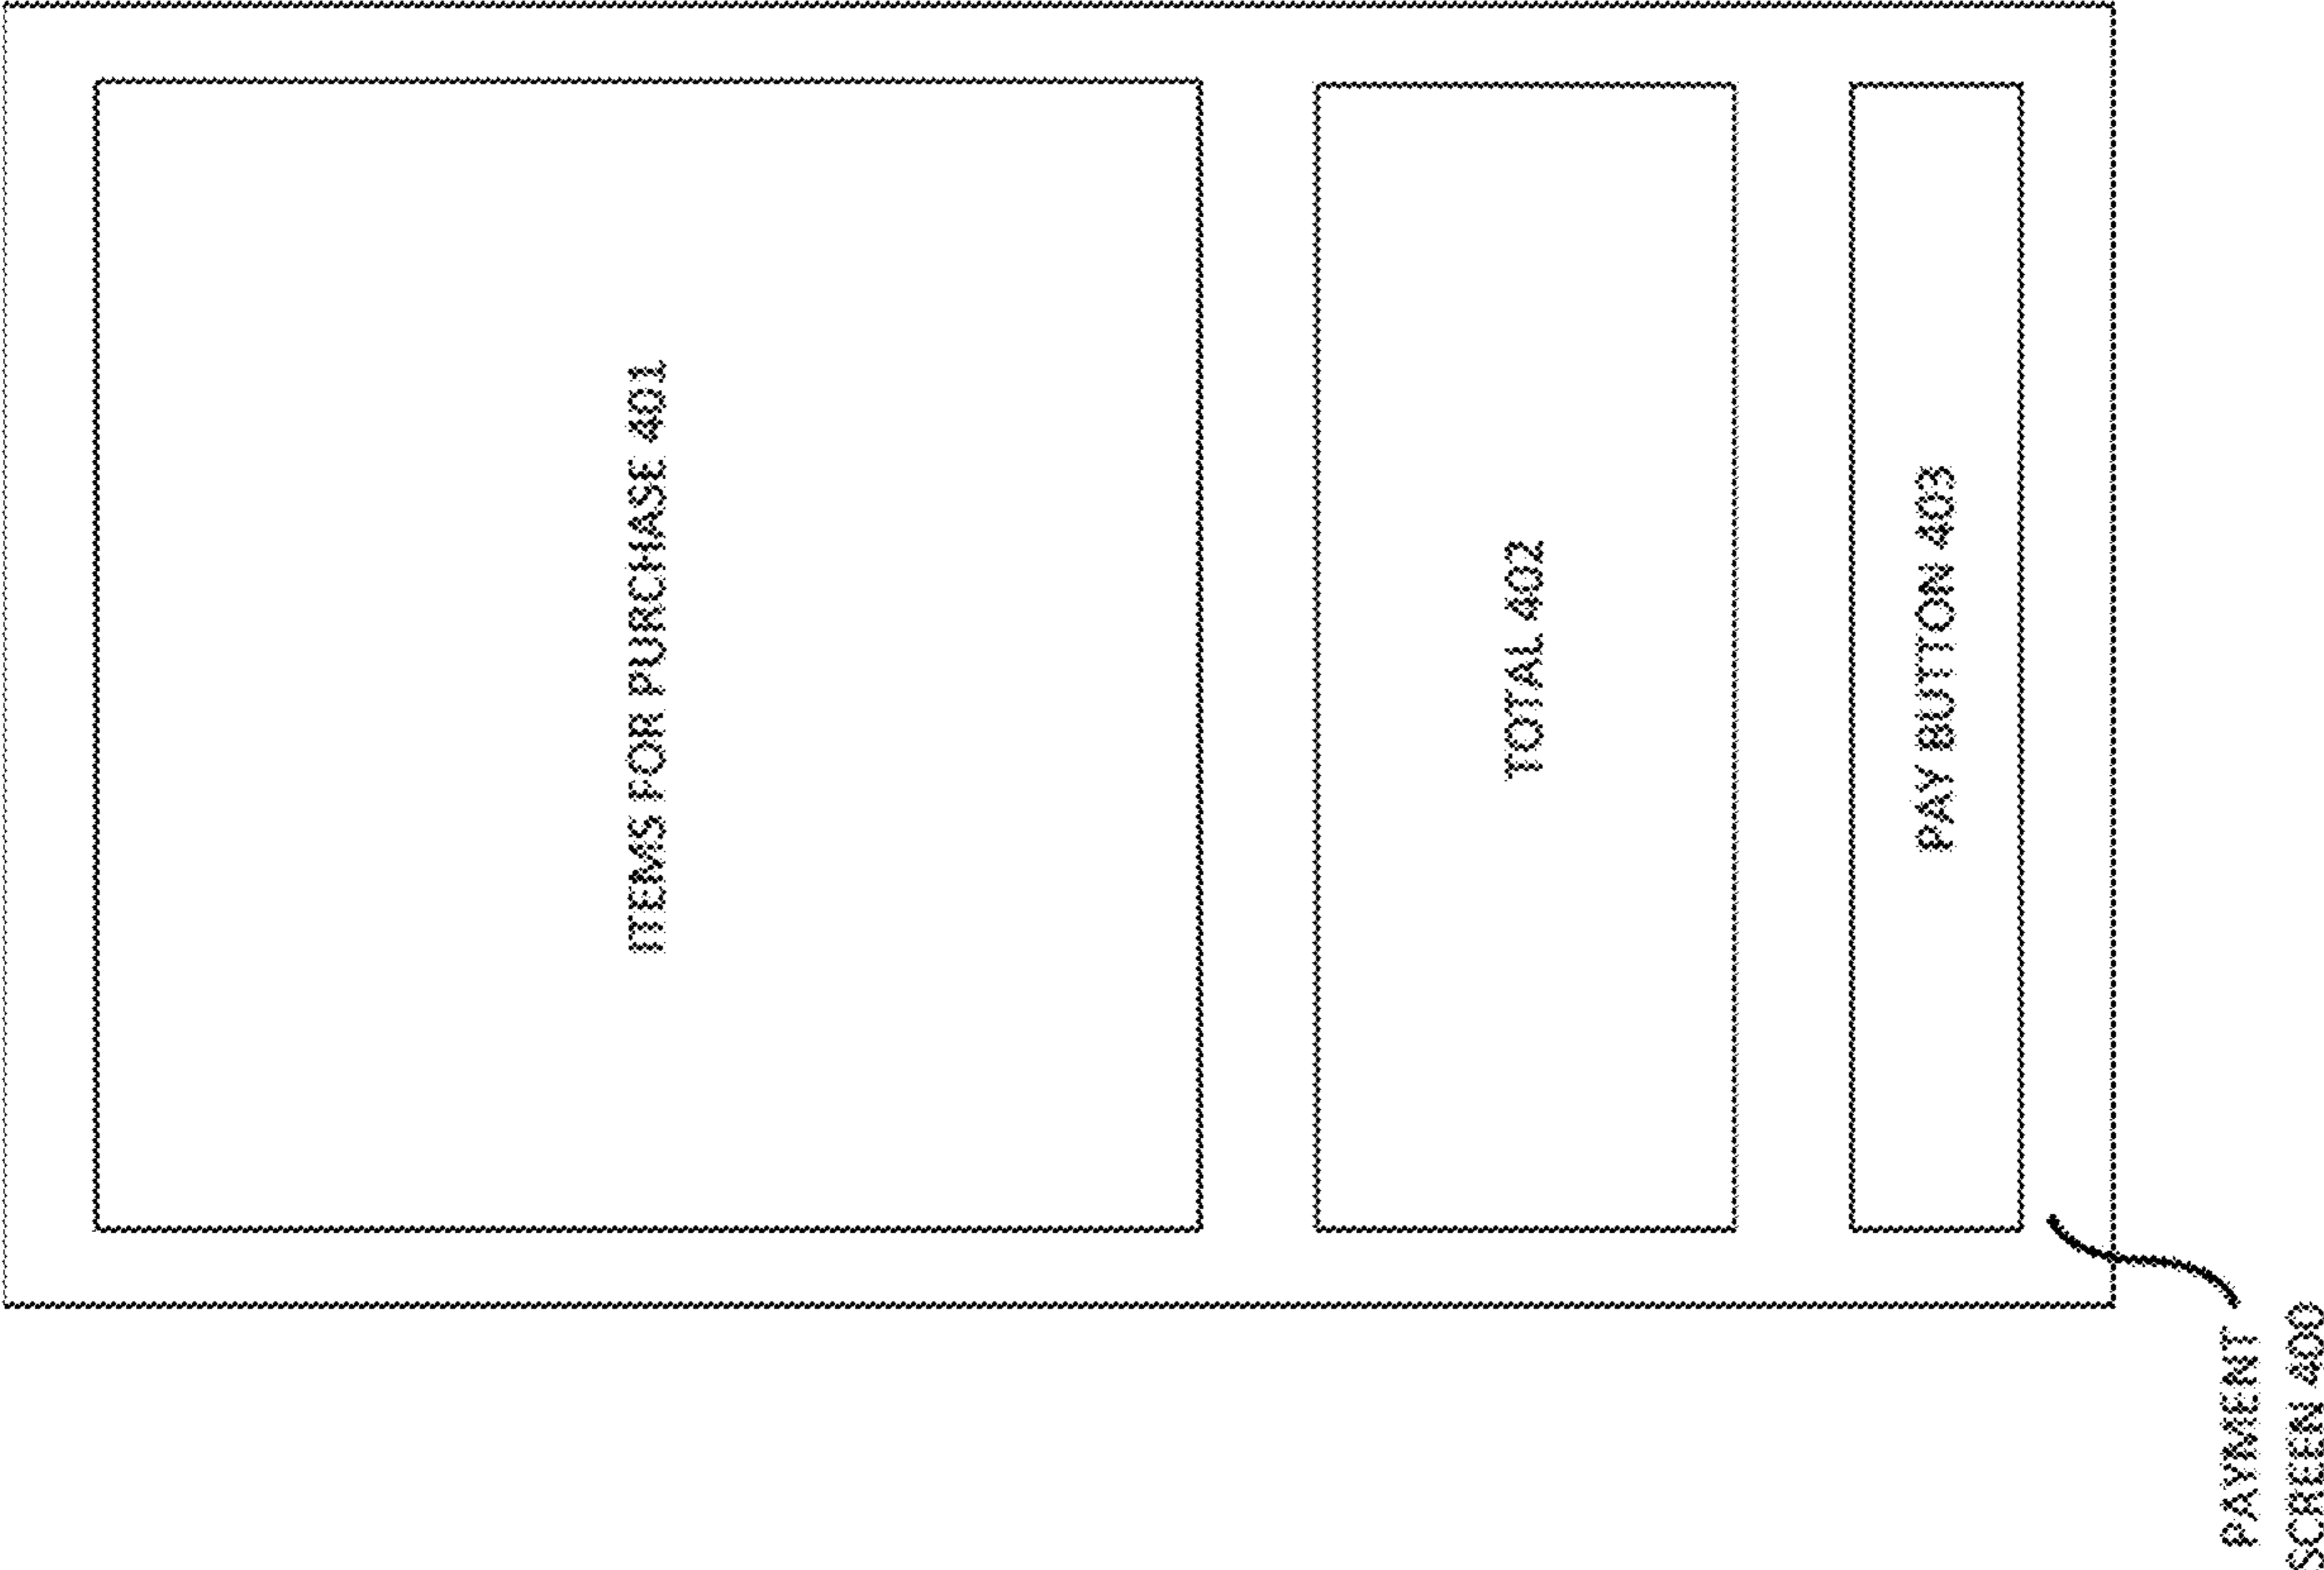 ITEMS FOR PURCHASE 401
TOTAL 402
PAY BUTTON 403
PAYMENT
SCREEN 400